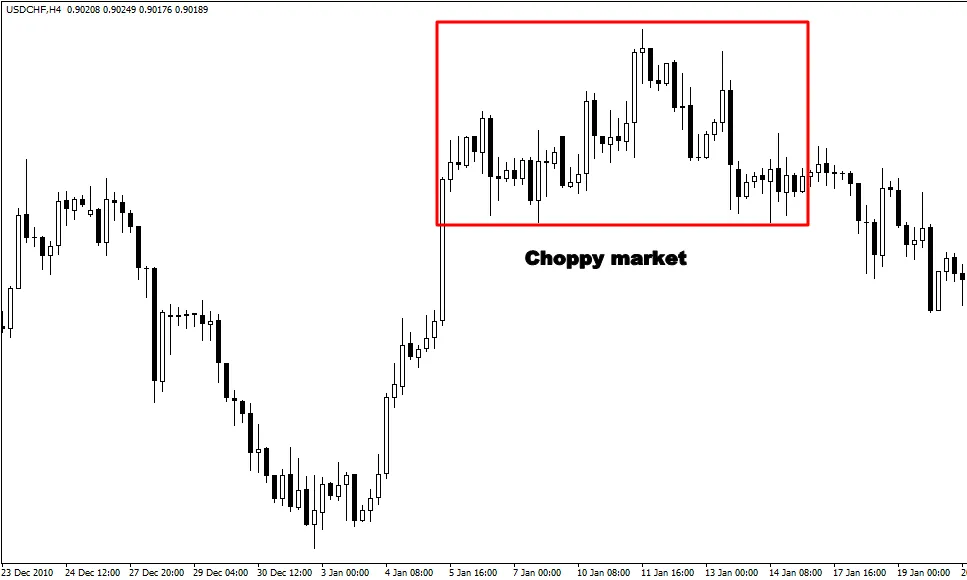 USDCHF,H4 0.90208 0.90249 0.90176 0.90189
Choppy market
23 Dec 2010 24 Dec 12:00 27 Dec 20:00 29 Dec 04:00 30 Dec 12:00 3 Jan 00:00 4 Jan 08:00 5 Jan 16:00 7 Jan 00:00 10 Jan 08:00 11 Jan 16:00 13 Jan 00:00 14 Jan 08:00 17 Jan 16:00 19 Jan 00:00